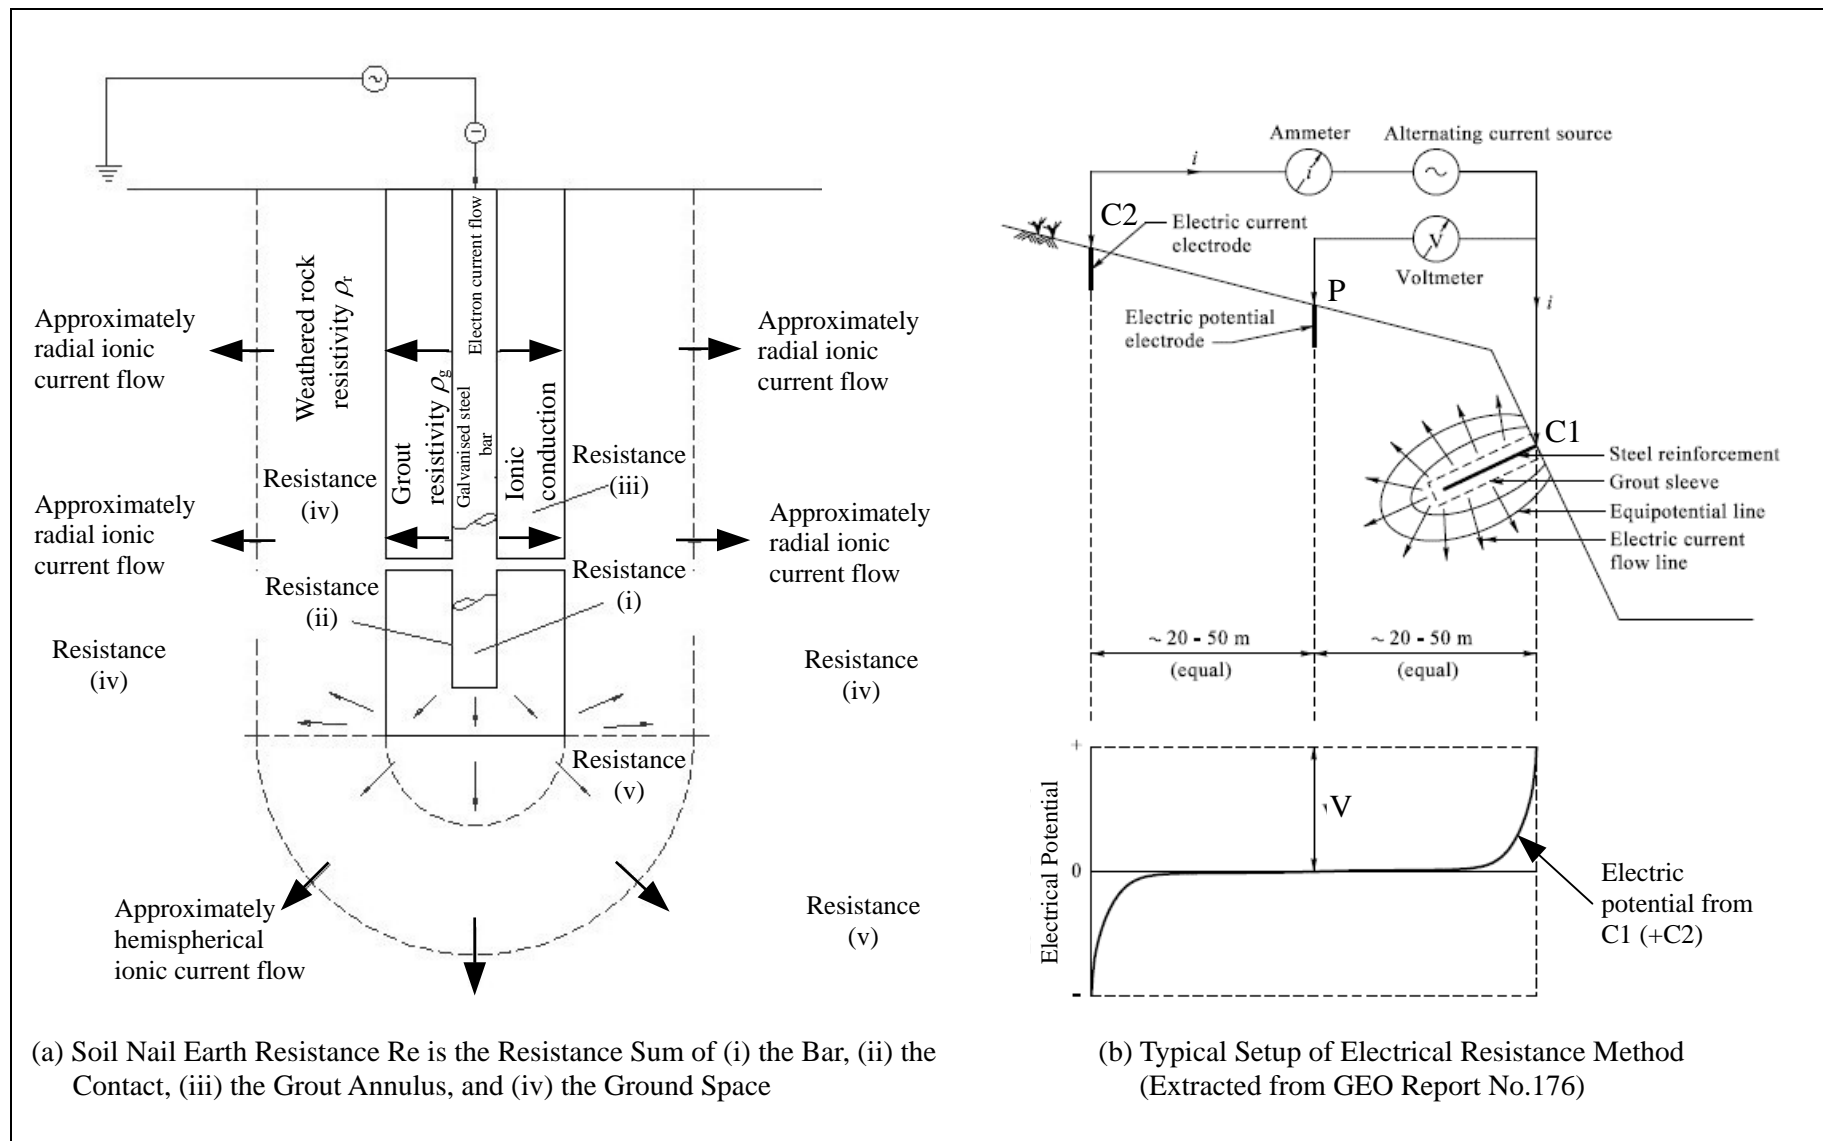 Electron current flow
Galvanised steel
bar
Weathered rock
resistivity ρr
Grout
resistivity ρg
Ionic
conduction
Approximately
radial ionic
current flow
Approximately
radial ionic
current flow
Resistance
(iii)
Resistance
(iv)
Approximately
radial ionic
current flow
Approximately
radial ionic
current flow
Resistance
(ii)
Resistance
(i)
Resistance
(iv)
Resistance
(iv)
Resistance
(v)
Approximately
hemispherical
ionic current flow
Resistance
(v)
(a) Soil Nail Earth Resistance Re is the Resistance Sum of (i) the Bar, (ii) the
Contact, (iii) the Grout Annulus, and (iv) the Ground Space
Ammeter
Alternating current source
i
i
C2
Electric current
electrode
V
Voltmeter
P
i
Electric potential
electrode
C1
Steel reinforcement
Grout sleeve
Equipotential line
Electric current
flow line
~ 20 - 50 m
(equal)
~ 20 - 50 m
(equal)
+
Electrical Potential
V
0
Electric
potential from
C1 (+C2)
-
(b) Typical Setup of Electrical Resistance Method
(Extracted from GEO Report No.176)